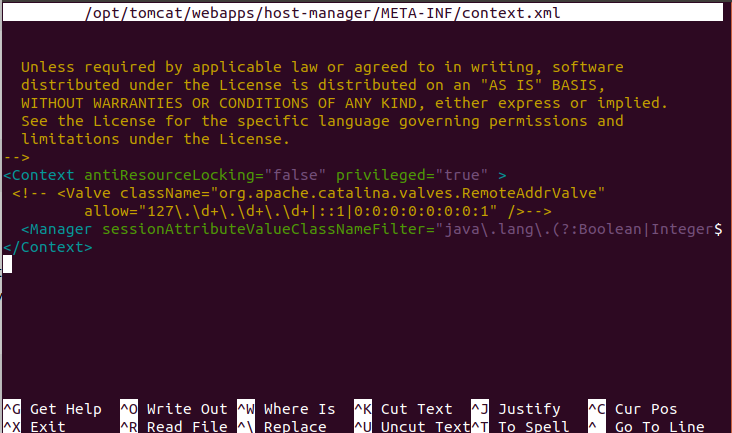 /opt/tomcat/webapps/host-manager/META-INF/context.xml
Unless required by applicable law or agreed to in writing, software
distributed under the License is distributed on an "AS IS" BASIS,
WITHOUT WARRANTIES OR CONDITIONS OF ANY KIND, either express or implied.
See the License for the specific language governing permissions and
limitations under the License.
-->
<Context antiResourceLocking="false" privileged="true" >
<!-- <Valve className="org.apache.catalina.valves.RemoteAddrValve"
allow="127\.\d+\.\d+\.\d+|::1|0:0:0:0:0:0:0:1" />-->
<Manager sessionAttributeValueClassNameFilter="java\.lang\.(?:Boolean|Integer$
</Context>
^G Get Help ^O Write Out ^W Where Is ^K Cut Text ^J Justify ^C Cur Pos
^X Exit ^R Read File ^\ Replace ^U Uncut Text ^T To Spell ^_ Go To Line